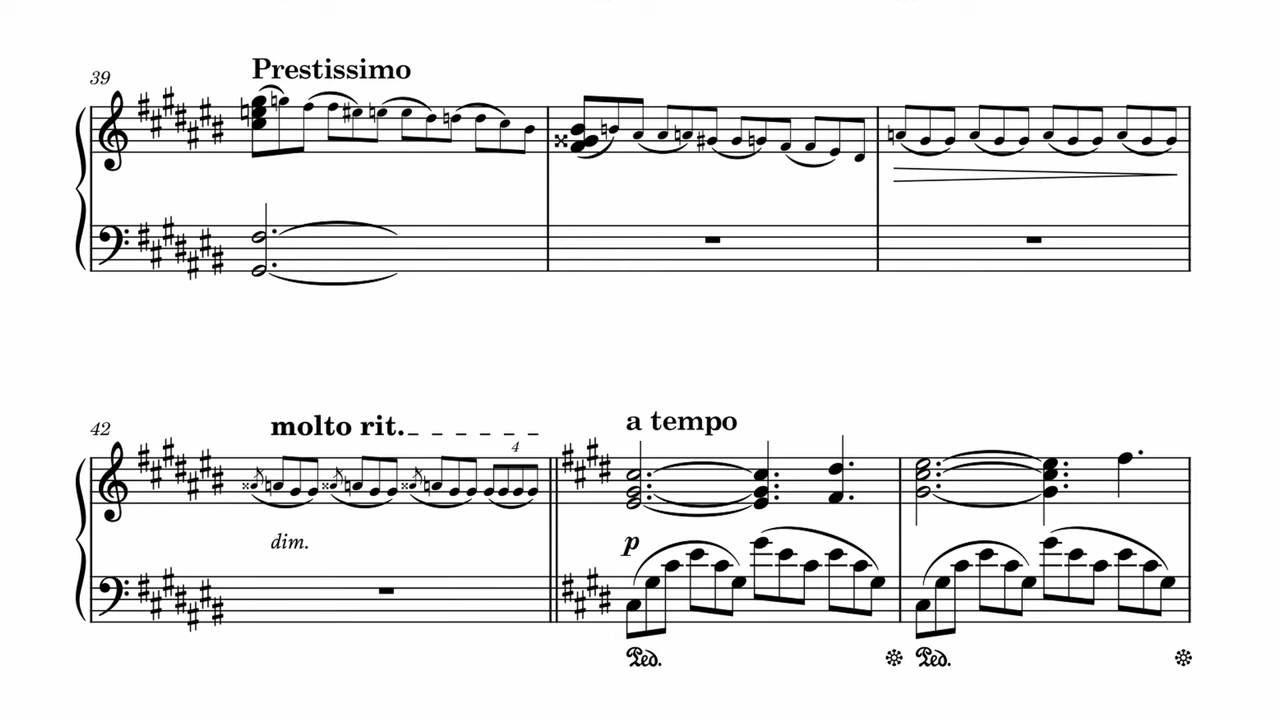 39
Prestissimo
42
molto rit.
4
a tempo
dim.
p
Ped.
Ped.